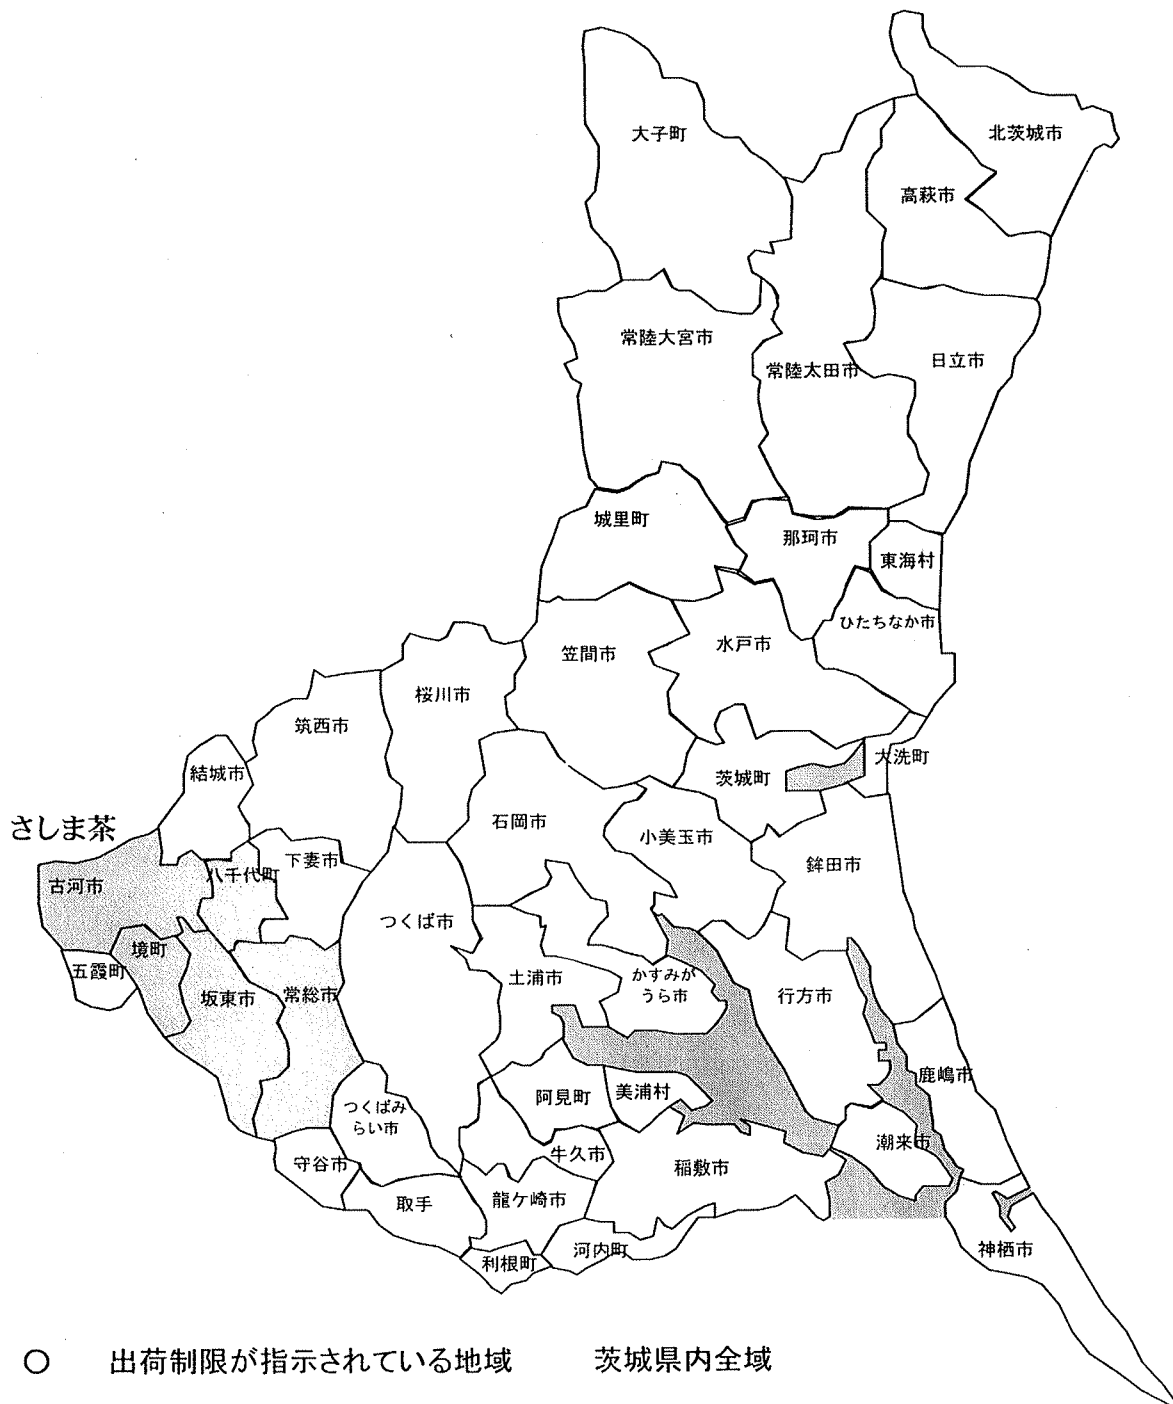 大子町
北茨城市
高萩市
常陸大宮市
常陸太田市
日立市
城里町
那珂市
東海村
ひたちなか市
笠間市
水戸市
桜川市
筑西市
結城市
茨城町
大洗町
さしま茶
石岡市
小美玉市
下妻市
八千代町
鉾田市
古河市
つくば市
境町
五霞町
坂東市
常総市
土浦市
かすみが
うら市
行方市
鹿嶋市
阿見町
美浦村
つくばみ
らい市
潮来市
牛久市
稲敷市
守谷市
取手
龍ケ崎市
利根町
河内町
神栖市
○ 出荷制限が指示されている地域 茨城県内全域